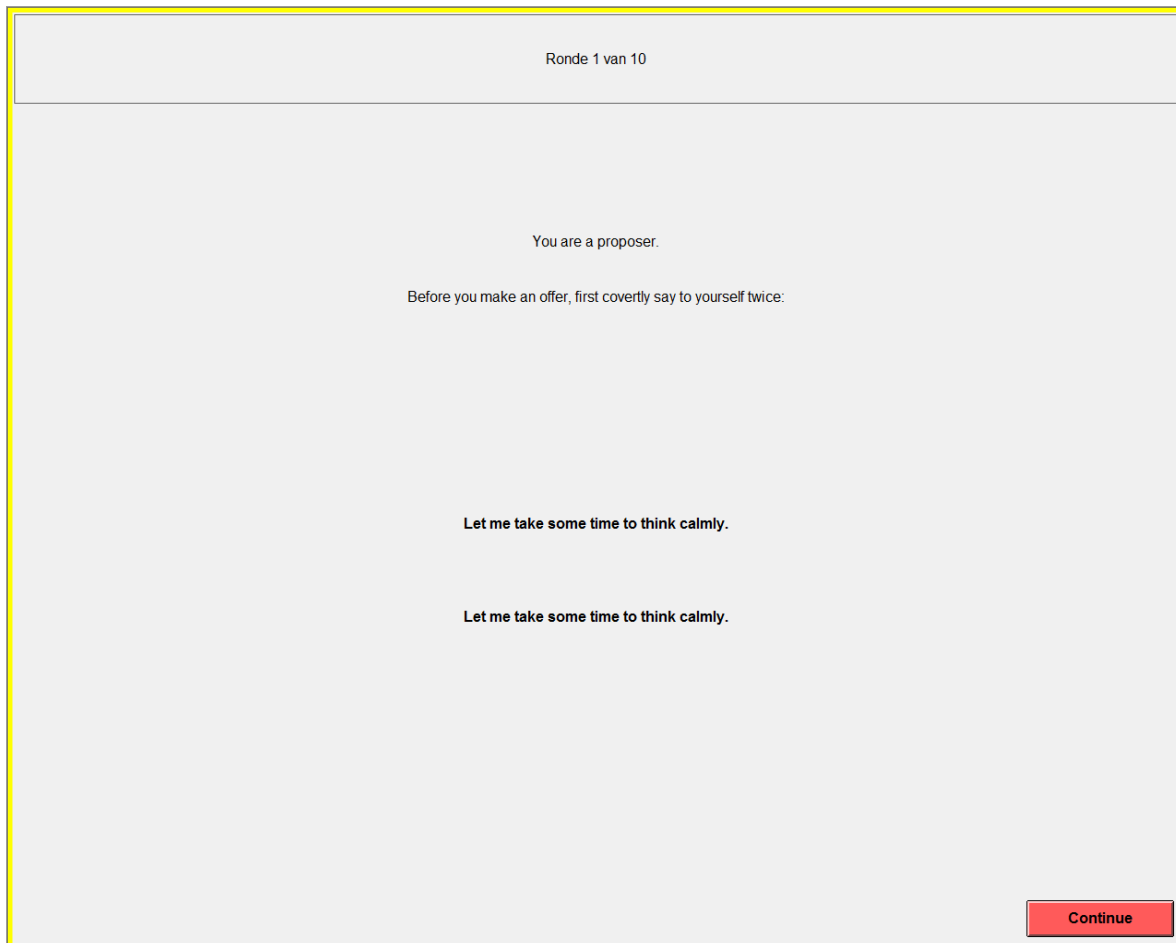 Ronde 1 van 10
You are a proposer.
Before you make an offer, first covertly say to yourself twice:
Let me take some time to think calmly.
Let me take some time to think calmly.
Continue